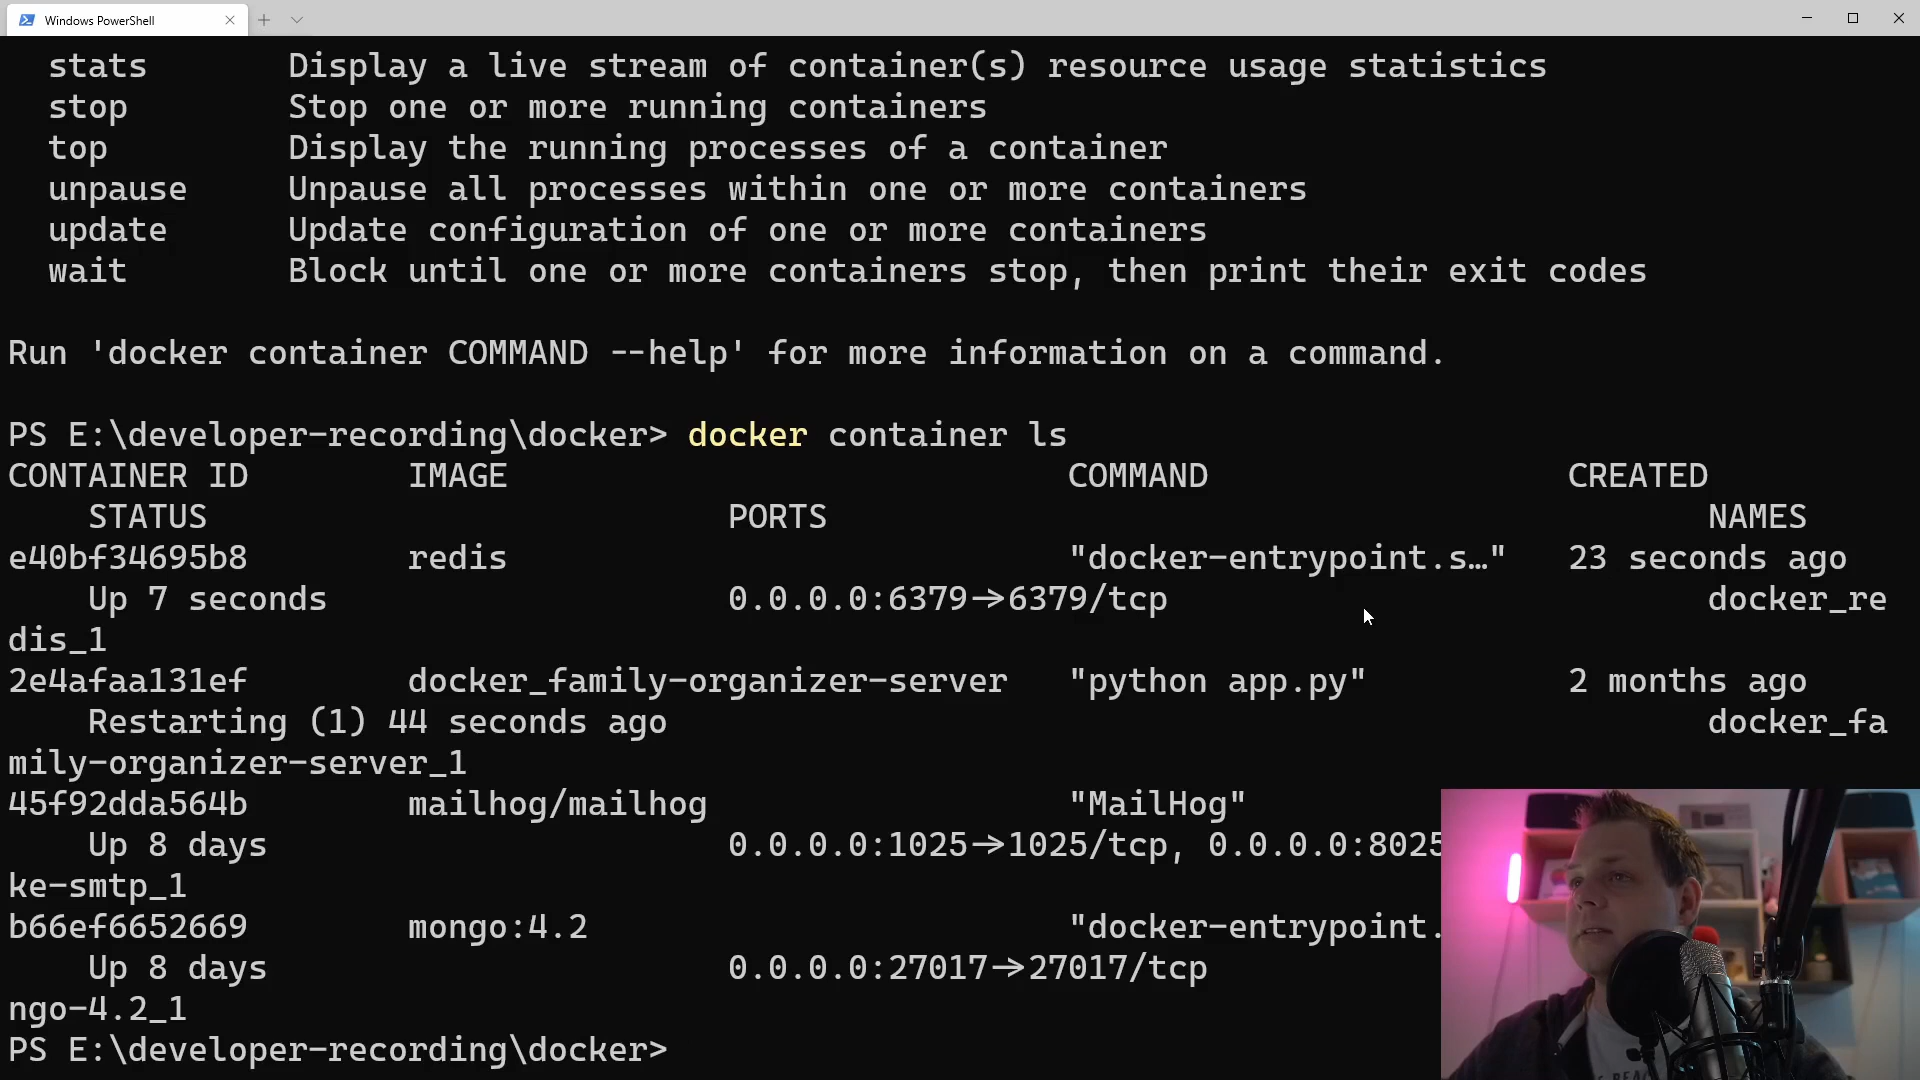 Windows PowerShell
stats Display a live stream of container(s) resource usage statistics
stop Stop one or more running containers
top Display the running processes of a container
unpause Unpause all processes within one or more containers
update Update configuration of one or more containers
wait Block until one or more containers stop, then print their exit codes
Run 'docker container COMMAND --help' for more information on a command.
PS E:\developer-recording\docker> docker container ls
CONTAINER ID IMAGE COMMAND CREATED
STATUS PORTS NAMES
e40bf34695b8 redis "docker-entrypoint.s…" 23 seconds ago
Up 7 seconds 0.0.0.0:6379->6379/tcp docker_re
dis_1
2e4afaa131ef docker_family-organizer-server "python app.py" 2 months ago
Restarting (1) 44 seconds ago docker_fa
mily-organizer-server_1
45f92dda564b mailhog/mailhog "MailHog"
Up 8 days 0.0.0.0:1025->1025/tcp, 0.0.0.0:8025
ke-smtp_1
b66ef6652669 mongo:4.2 "docker-entrypoint.
Up 8 days 0.0.0.0:27017->27017/tcp
ngo-4.2_1
PS E:\developer-recording\docker>